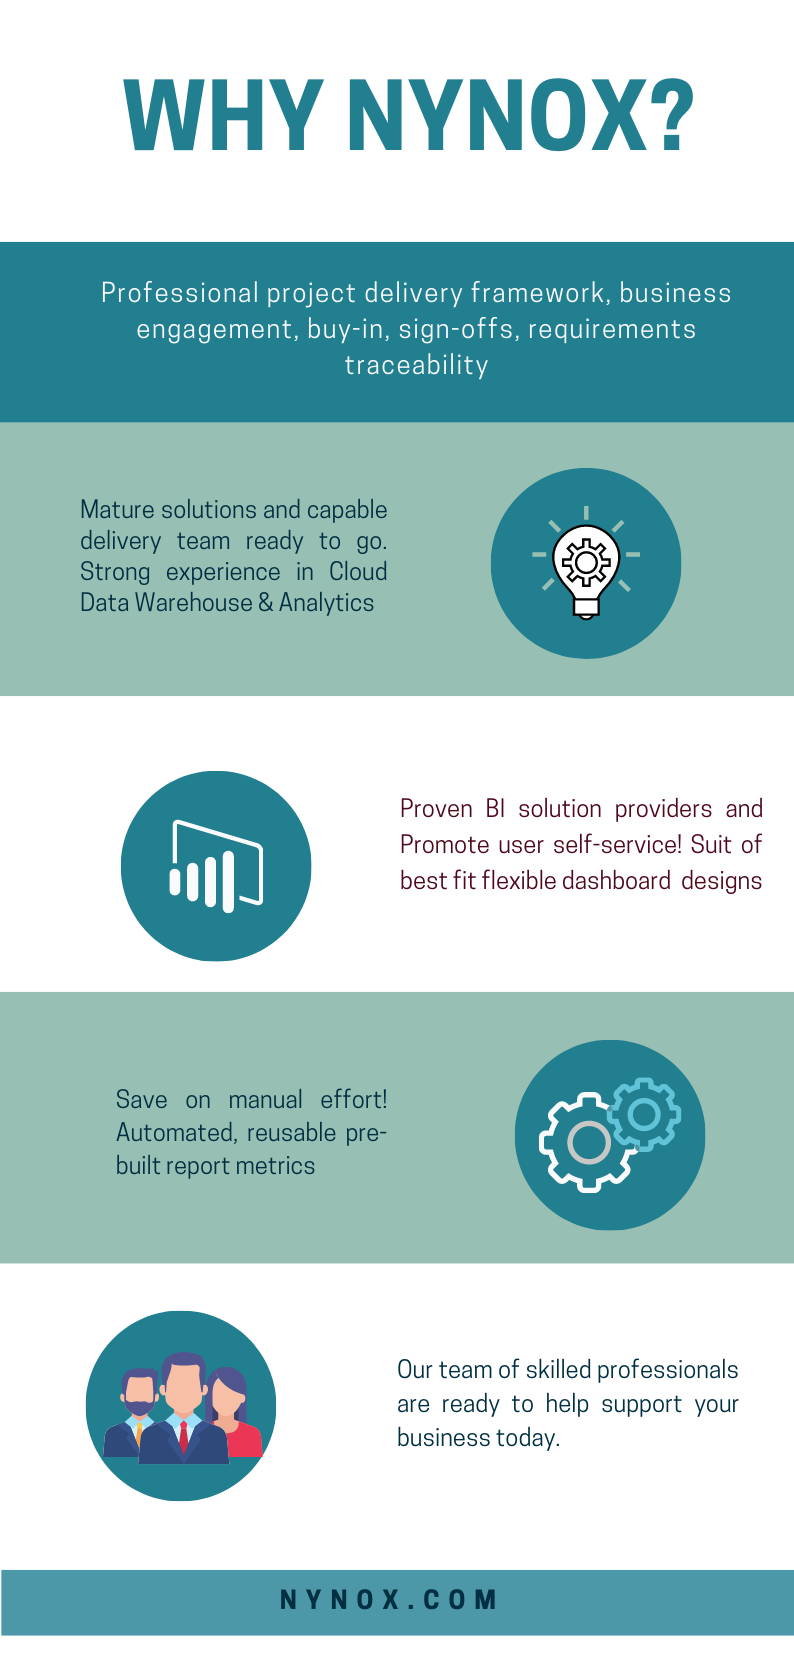 WHY NYNOX?
Professional project delivery framework, business
engagement, buy-in, sign-offs, requirements
traceability
Mature solutions and capable
delivery team ready to go.
Strong experience in Cloud
Data Warehouse & Analytics
Proven BI solution providers and
Promote user self-service! Suit of
best fit flexible dashboard designs
Save on manual effort!
Automated, reusable pre-
built report metrics
Our team of skilled professionals
are ready to help support your
business today.
NYNOX.COM